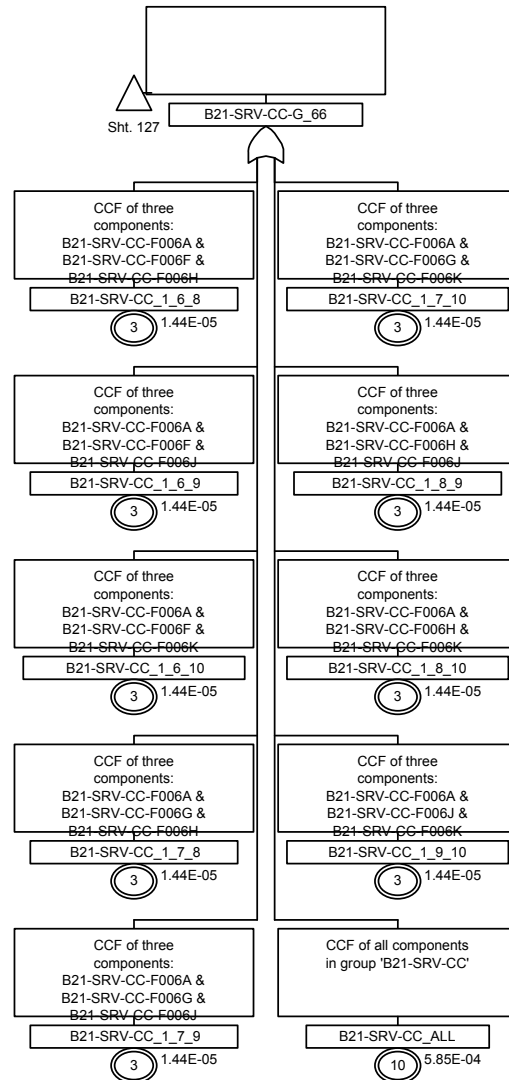 B21-SRV-CC-G_66
Sht. 127
CCF of three
components:
B21-SRV-CC-F006A &
B21-SRV-CC-F006F &
B21-SRV-CC-F006H
B21-SRV-CC_1_6_8
3
1.44E-05
CCF of three
components:
B21-SRV-CC-F006A &
B21-SRV-CC-F006G &
B21-SRV-CC-F006K
B21-SRV-CC_1_7_10
3
1.44E-05
CCF of three
components:
B21-SRV-CC-F006A &
B21-SRV-CC-F006F &
B21-SRV-CC-F006J
B21-SRV-CC_1_6_9
3
1.44E-05
CCF of three
components:
B21-SRV-CC-F006A &
B21-SRV-CC-F006H &
B21-SRV-CC-F006J
B21-SRV-CC_1_8_9
3
1.44E-05
CCF of three
components:
B21-SRV-CC-F006A &
B21-SRV-CC-F006F &
B21-SRV-CC-F006K
B21-SRV-CC_1_6_10
3
1.44E-05
CCF of three
components:
B21-SRV-CC-F006A &
B21-SRV-CC-F006H &
B21-SRV-CC-F006K
B21-SRV-CC_1_8_10
3
1.44E-05
CCF of three
components:
B21-SRV-CC-F006A &
B21-SRV-CC-F006G &
B21-SRV-CC-F006H
B21-SRV-CC_1_7_8
3
1.44E-05
CCF of three
components:
B21-SRV-CC-F006A &
B21-SRV-CC-F006J &
B21-SRV-CC-F006K
B21-SRV-CC_1_9_10
3
1.44E-05
CCF of three
components:
B21-SRV-CC-F006A &
B21-SRV-CC-F006G &
B21-SRV-CC-F006J
B21-SRV-CC_1_7_9
3
1.44E-05
CCF of all components
in group 'B21-SRV-CC'
B21-SRV-CC_ALL
10
5.85E-04